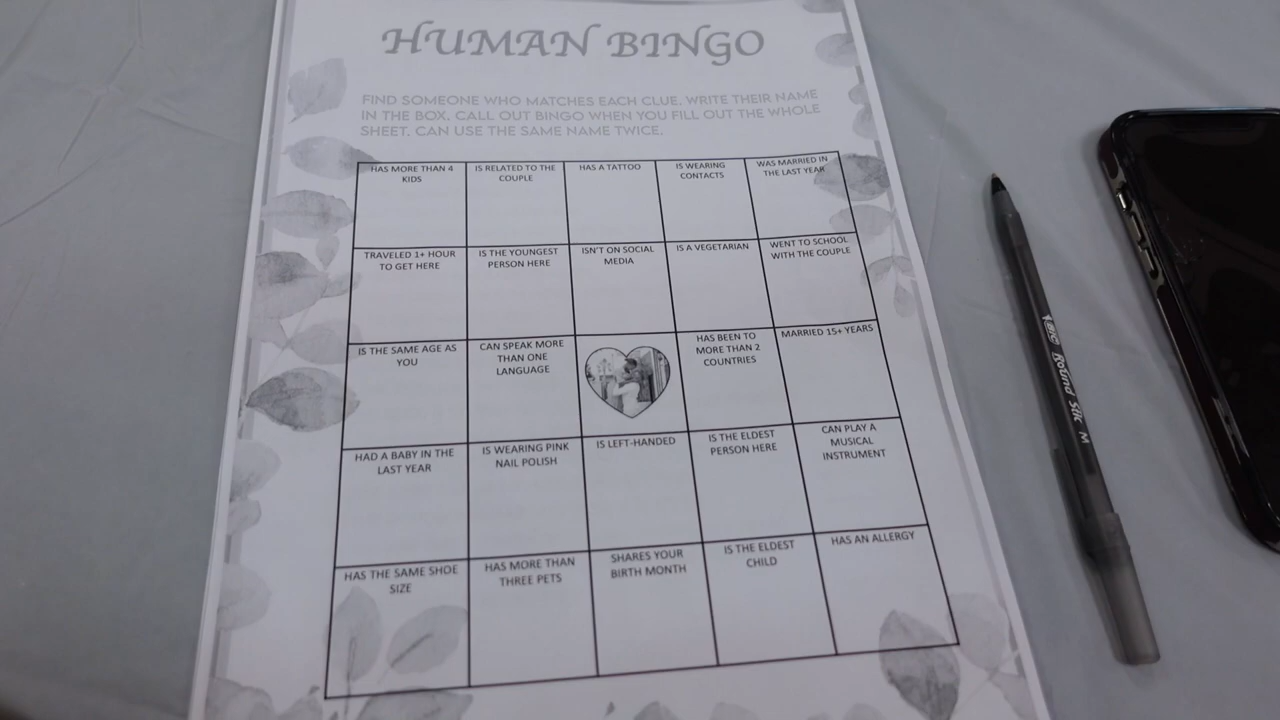 HUMAN BINGO
FIND SOMEONE WHO MATCHES EACH CLUE. WRITE THEIR NAME
IN THE BOX. CALL OUT BINGO WHEN YOU FILL OUT THE WHOLE
SHEET. CAN USE THE SAME NAME TWICE.
HAS MORE THAN 4
KIDS
IS RELATED TO THE
COUPLE
HAS A TATTOO
IS WEARING
CONTACTS
WAS MARRIED IN
THE LAST YEAR
TRAVELED 1+ HOUR
TO GET HERE
IS THE YOUNGEST
PERSON HERE
ISN'T ON SOCIAL
MEDIA
IS A VEGETARIAN
WENT TO SCHOOL
WITH THE COUPLE
IS THE SAME AGE AS
YOU
CAN SPEAK MORE
THAN ONE
LANGUAGE
HAS BEEN TO
MORE THAN 2
COUNTRIES
MARRIED 15+ YEARS
HAD A BABY IN THE
LAST YEAR
IS WEARING PINK
NAIL POLISH
IS LEFT-HANDED
IS THE ELDEST
PERSON HERE
CAN PLAY A
MUSICAL
INSTRUMENT
HAS THE SAME SHOE
SIZE
HAS MORE THAN
THREE PETS
SHARES YOUR
BIRTH MONTH
IS THE ELDEST
CHILD
HAS AN ALLERGY
BIC Round Stic M